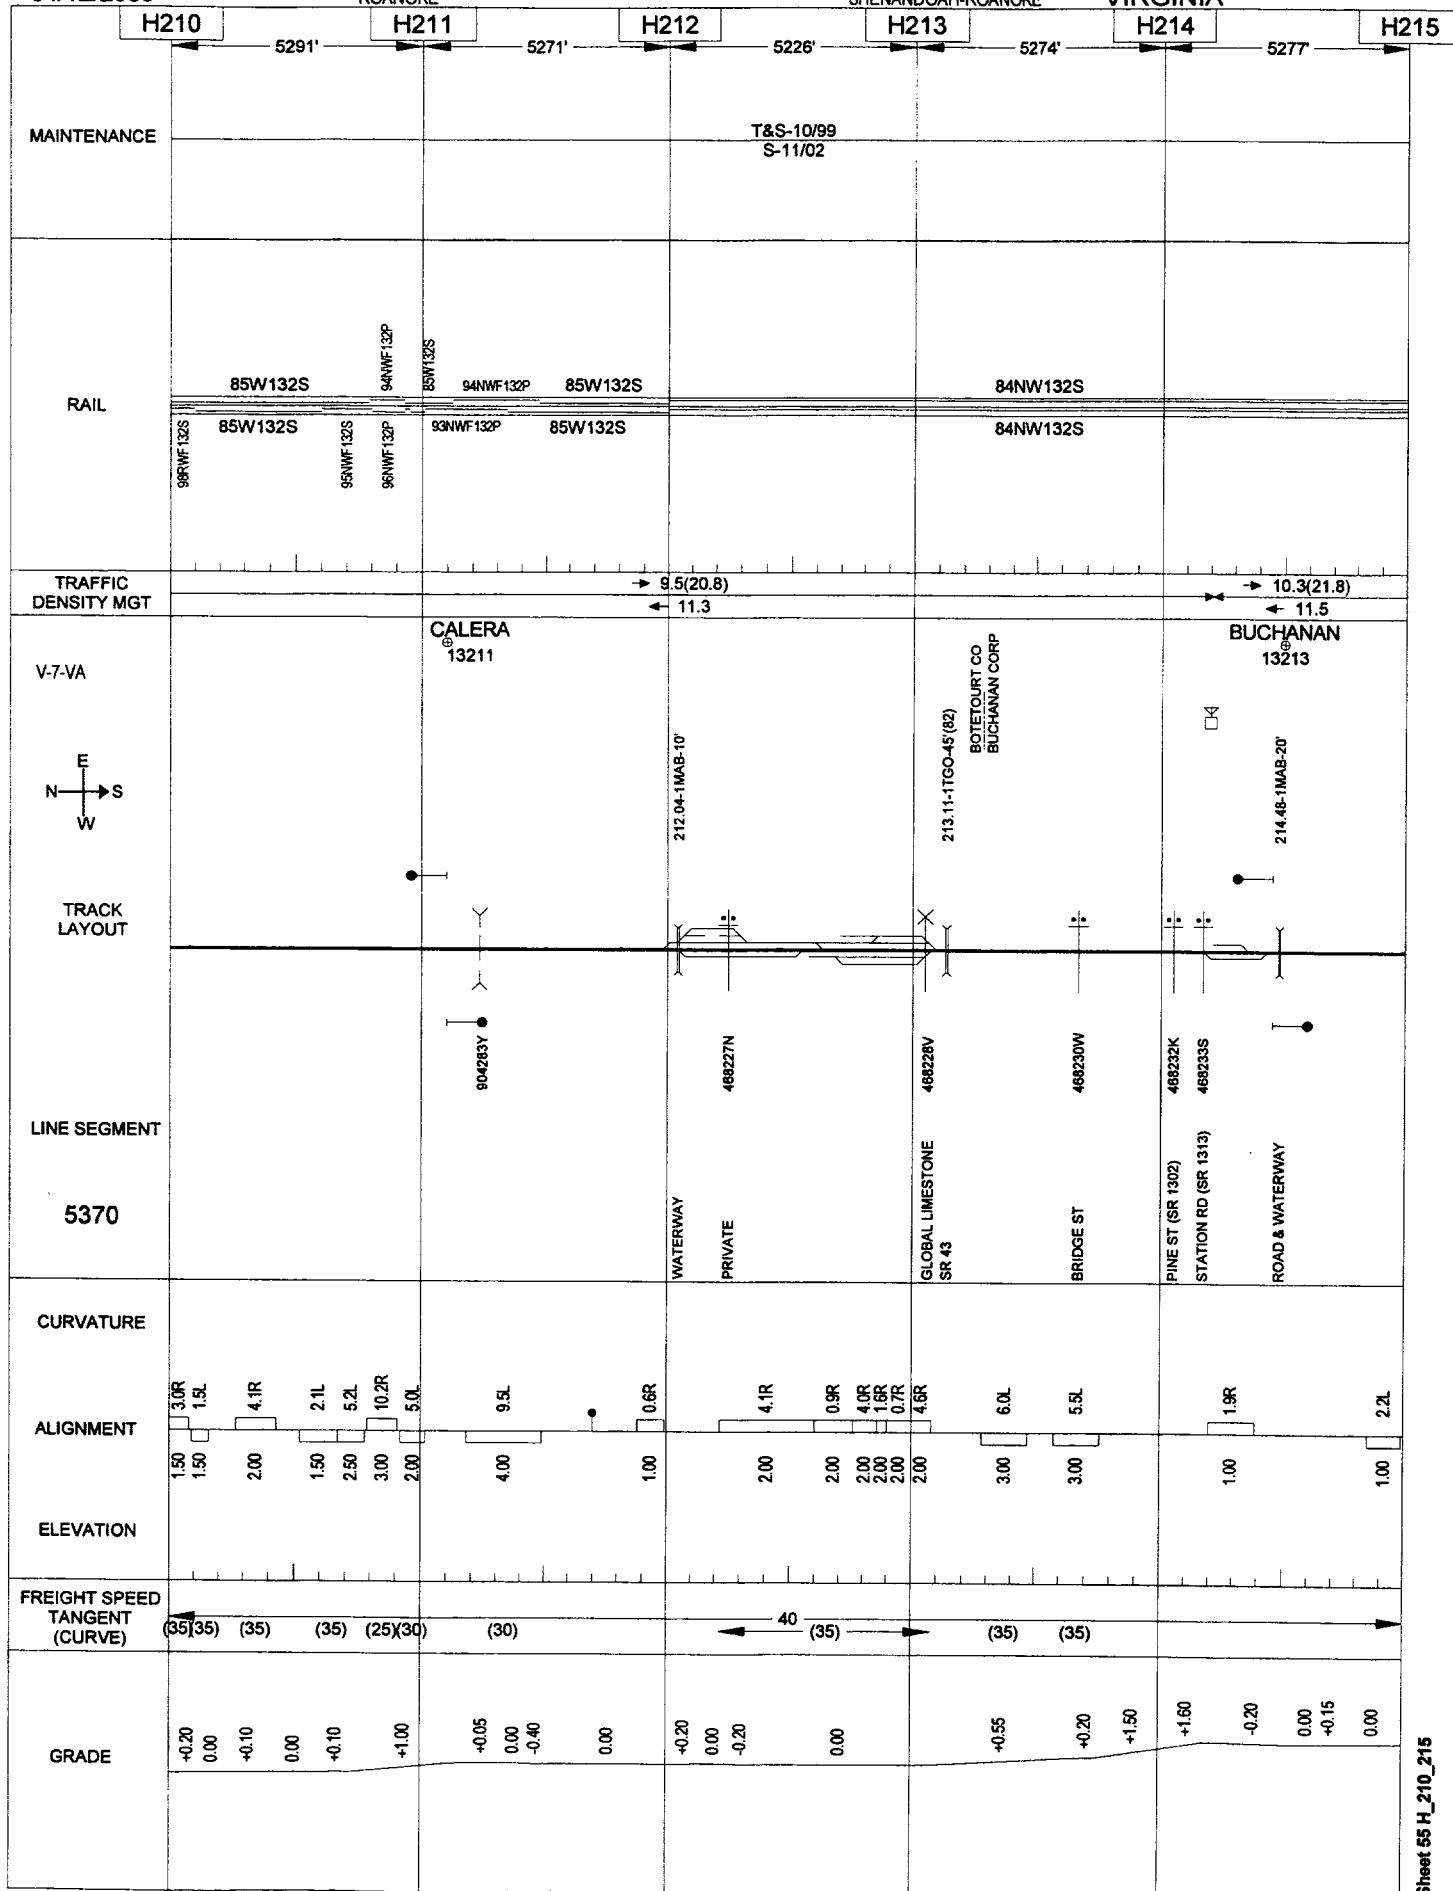 ROANOKE SHENANDOAH-ROANOKE VIRGINIA
H210 H211 H212 H213 H214 H215
5291' 5271' 5226' 5274' 5277'
MAINTENANCE
T&S-10/99
S-11/02
94NWF132P 85W132S
85W132S 94NWF132P 85W132S 84NW132S
RAIL
85W132S 93NWF132P 85W132S 84NW132S
98RWF132S 95NWF132S 96NWF132P
TRAFFIC
DENSITY MGT
9.5(20.8) 10.3(21.8)
11.3 11.5
CALERA
13211
BUCHANAN
13213
V-7-VA
BOTETOURT CO
BUCHANAN CORP
E
N S
W
212.04-1MAB-10'
213.11-1TGO-45'(82)
214.48-1MAB-20'
TRACK
LAYOUT
904283Y 468227N 468228V 468230W 468232K 468233S
LINE SEGMENT
5370
WATERWAY
PRIVATE
GLOBAL LIMESTONE
SR 43
BRIDGE ST
PINE ST (SR 1302)
STATION RD (SR 1313)
ROAD & WATERWAY
CURVATURE
3.0R 1.5L 4.1R 2.1L 5.2L 10.2R 5.0L 9.5L 0.6R 4.1R 0.9R 4.0R 1.6R 0.7R 4.6R 6.0L 5.5L 1.9R 2.2L
ALIGNMENT
1.50 1.50 2.00 1.50 2.50 3.00 2.00 4.00 1.00 2.00 2.00 2.00 2.00 2.00 2.00 3.00 3.00 1.00 1.00
ELEVATION
FREIGHT SPEED
TANGENT
(CURVE)
40
(35)(35) (35) (35) (25)(30) (30) (35) (35) (35)
GRADE
+0.20 0.00 +0.10 0.00 +0.10 +1.00 +0.05 0.00 -0.40 0.00 +0.20 0.00 -0.20 0.00 +0.55 +0.20 +1.50 +1.60 -0.20 0.00 +0.15 0.00
Sheet 55 H_210_215